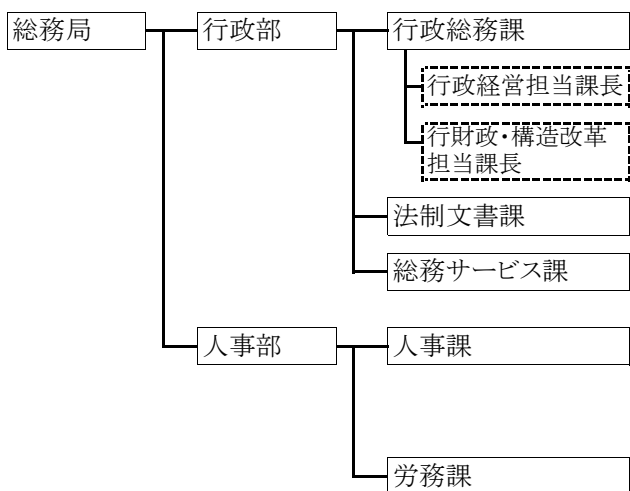 総務局
行政部
行政総務課
行政経営担当課長
行財政・構造改革
担当課長
法制文書課
総務サービス課
人事部
人事課
労務課